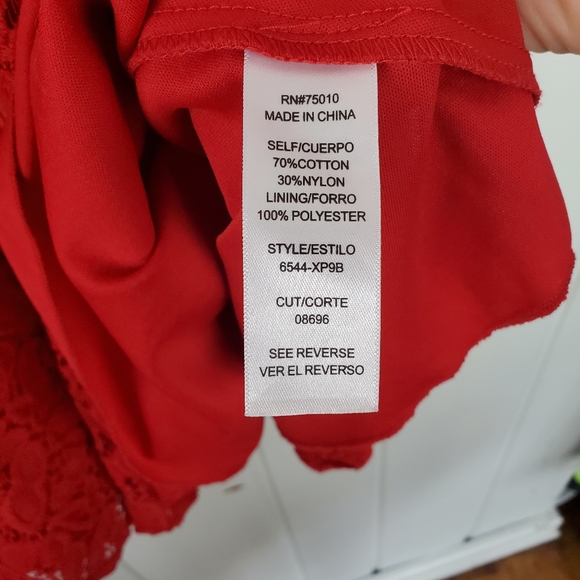 RN#75010
MADE IN CHINA
SELF/CUERPO
70%COTTON
30%NYLON
LINING/FORRO
100% POLYESTER
STYLE/ESTILO
6544-XP9B
CUT/CORTE
08696
SEE REVERSE
VER EL REVERSO